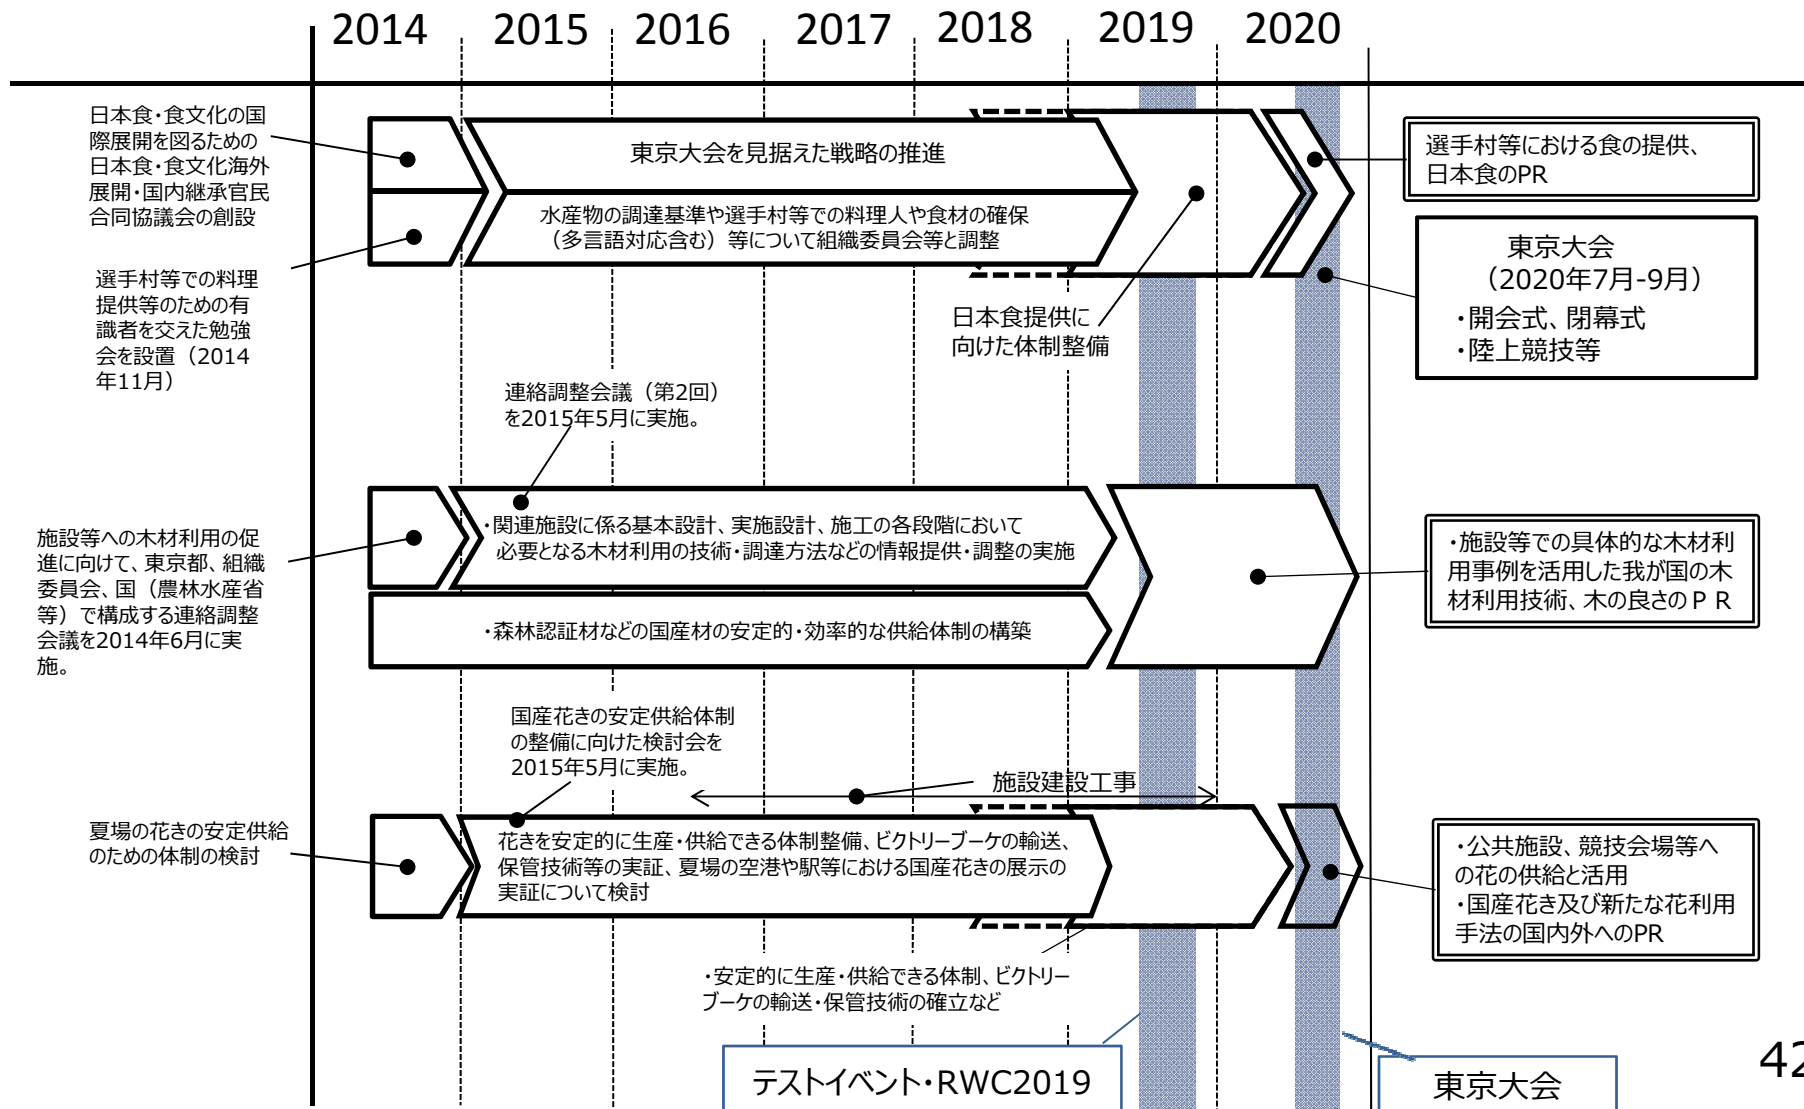 2014 2015 2016 2017 2018 2019 2020
日本食・食文化の国
際展開を図るための
日本食・食文化海外
展開・国内継承官民
合同協議会の創設
選手村等での料理
提供等のための有
識者を交えた勉強
会を設置（2014
年11月）
東京大会を見据えた戦略の推進
水産物の調達基準や選手村等での料理人や食材の確保
（多言語対応含む）等について組織委員会等と調整
日本食提供に
向けた体制整備
選手村等における食の提供、
日本食のPR
東京大会
（2020年7月-9月）
・開会式、閉幕式
・陸上競技等
連絡調整会議（第2回）
を2015年5月に実施。
施設等への木材利用の促
進に向けて、東京都、組織
委員会、国（農林水産省
等）で構成する連絡調整
会議を2014年6月に実
施。
・関連施設に係る基本設計、実施設計、施工の各段階において
必要となる木材利用の技術・調達方法などの情報提供・調整の実施
・森林認証材などの国産材の安定的・効率的な供給体制の構築
・施設等での具体的な木材利
用事例を活用した我が国の木
材利用技術、木の良さのＰＲ
国産花きの安定供給体制
の整備に向けた検討会を
2015年5月に実施。
施設建設工事
夏場の花きの安定供給
のための体制の検討
花きを安定的に生産・供給できる体制整備、ビクトリーブーケの輸送、
保管技術等の実証、夏場の空港や駅等における国産花きの展示の
実証について検討
・公共施設、競技会場等へ
の花の供給と活用
・国産花き及び新たな花利用
手法の国内外へのPR
・安定的に生産・供給できる体制、ビクトリー
ブーケの輸送・保管技術の確立など
テストイベント・RWC2019
東京大会
42